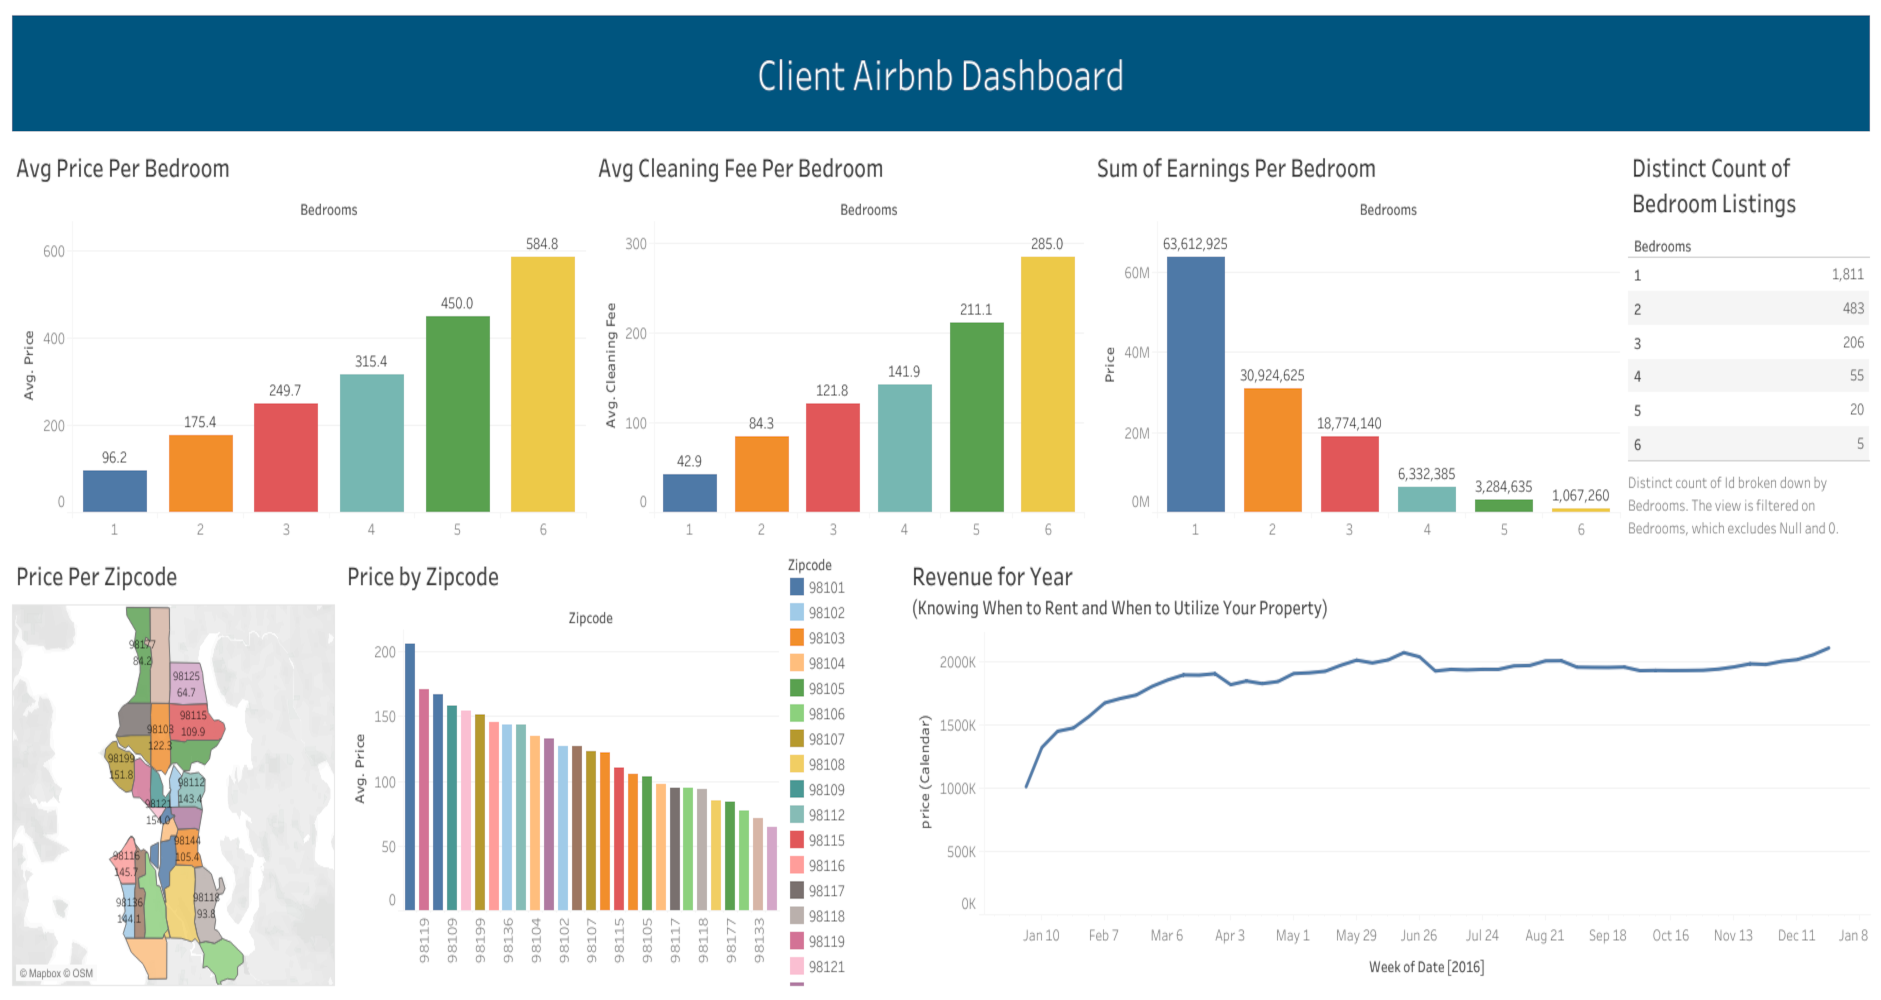 Client Airbnb Dashboard
Avg Price Per Bedroom
Bedrooms
Avg. Price
600
400
200
0
96.2
175.4
249.7
315.4
450.0
584.8
1
2
3
4
5
6
Avg Cleaning Fee Per Bedroom
Bedrooms
Avg. Cleaning Fee
300
200
100
0
42.9
84.3
121.8
141.9
211.1
285.0
1
2
3
4
5
6
Sum of Earnings Per Bedroom
Bedrooms
Price
60M
40M
20M
0M
63,612,925
30,924,625
18,774,140
6,332,385
3,284,635
1,067,260
1
2
3
4
5
6
Distinct Count of
Bedroom Listings
Bedrooms
1 1,811
2 483
3 206
4 55
5 20
6 5
Distinct count of Id broken down by
Bedrooms. The view is filtered on
Bedrooms, which excludes Null and 0.
Price Per Zipcode
98177
84.2
98125
64.7
98115
109.9
98103
122.3
98199
151.8
98112
143.4
98121
154.0
98144
105.4
98116
145.7
98136
144.1
98118
93.8
© Mapbox © OSM
Price by Zipcode
Zipcode
Avg. Price
200
150
100
50
0
98119
98109
98199
98136
98104
98102
98107
98115
98105
98117
98118
98177
98133
Zipcode
98101
98102
98103
98104
98105
98106
98107
98108
98109
98112
98115
98116
98117
98118
98119
98121
Revenue for Year
(Knowing When to Rent and When to Utilize Your Property)
price (Calendar)
2000K
1500K
1000K
500K
0K
Jan 10
Feb 7
Mar 6
Apr 3
May 1
May 29
Jun 26
Jul 24
Aug 21
Sep 18
Oct 16
Nov 13
Dec 11
Jan 8
Week of Date [2016]